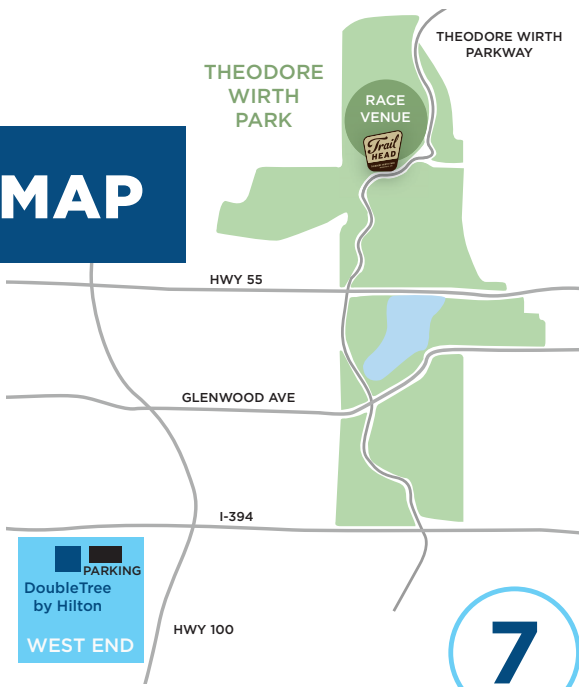 THEODORE WIRTH
PARKWAY
THEODORE
WIRTH
PARK
RACE
VENUE
Trail
HEAD
MAP
HWY 55
GLENWOOD AVE
I-394
PARKING
DoubleTree
by Hilton
WEST END
HWY 100
7